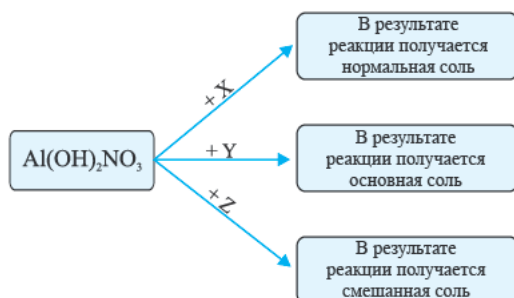 В результате
реакции получается
нормальная соль
+ X
Al(OH)₂NO₃
+ Y
В результате
реакции получается
основная соль
+ Z
В результате
реакции получается
смешанная соль